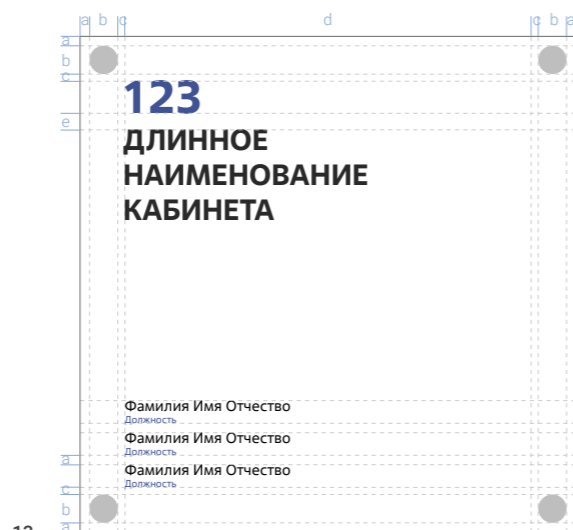 a b c d c b a
a
b
c
123
e
ДЛИННОЕ
НАИМЕНОВАНИЕ
КАБИНЕТА
Фамилия Имя Отчество
Должность
Фамилия Имя Отчество
Должность
a
Фамилия Имя Отчество
c
Должность
b
a